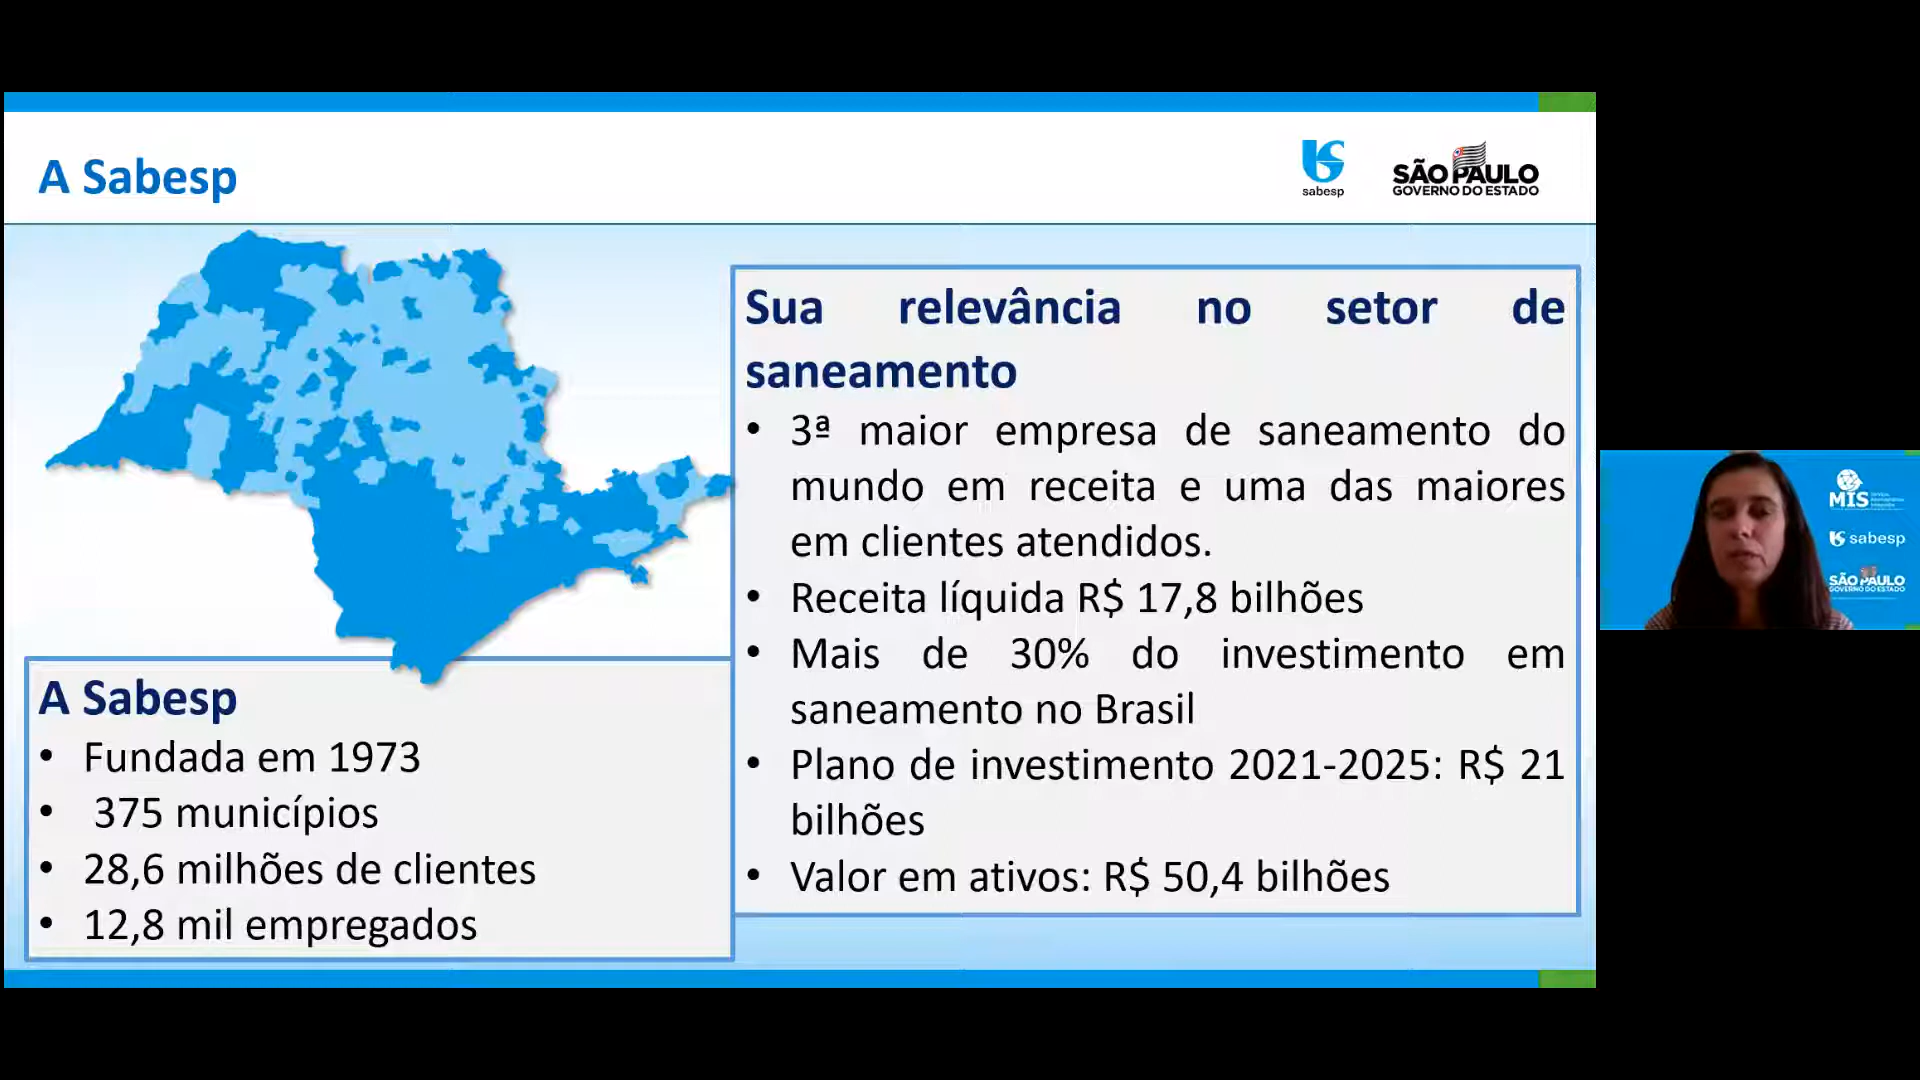 A Sabesp
sabesp
SÃO PAULO
GOVERNO DO ESTADO
Sua relevância no setor de
saneamento
• 3ª maior empresa de saneamento do
mundo em receita e uma das maiores
em clientes atendidos.
• Receita líquida R$ 17,8 bilhões
• Mais de 30% do investimento em
saneamento no Brasil
• Plano de investimento 2021-2025: R$ 21
bilhões
• Valor em ativos: R$ 50,4 bilhões
A Sabesp
• Fundada em 1973
• 375 municípios
• 28,6 milhões de clientes
• 12,8 mil empregados
MIS
sabesp
SÃO PAULO
GOVERNO DO ESTADO